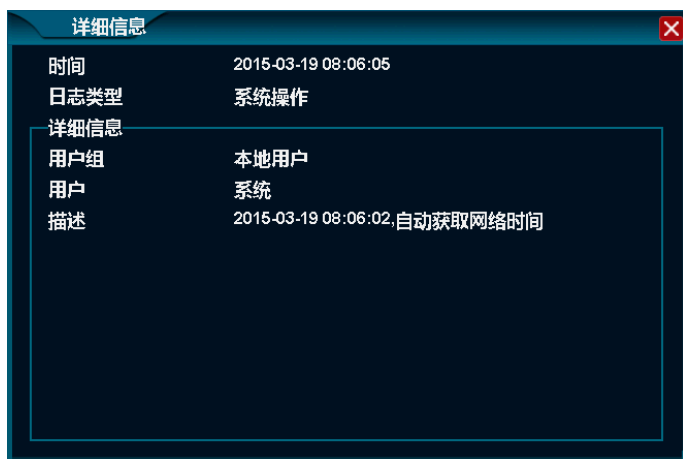 详细信息
时间 2015-03-19 08:06:05
日志类型 系统操作
详细信息
用户组 本地用户
用户 系统
描述 2015-03-19 08:06:02,自动获取网络时间